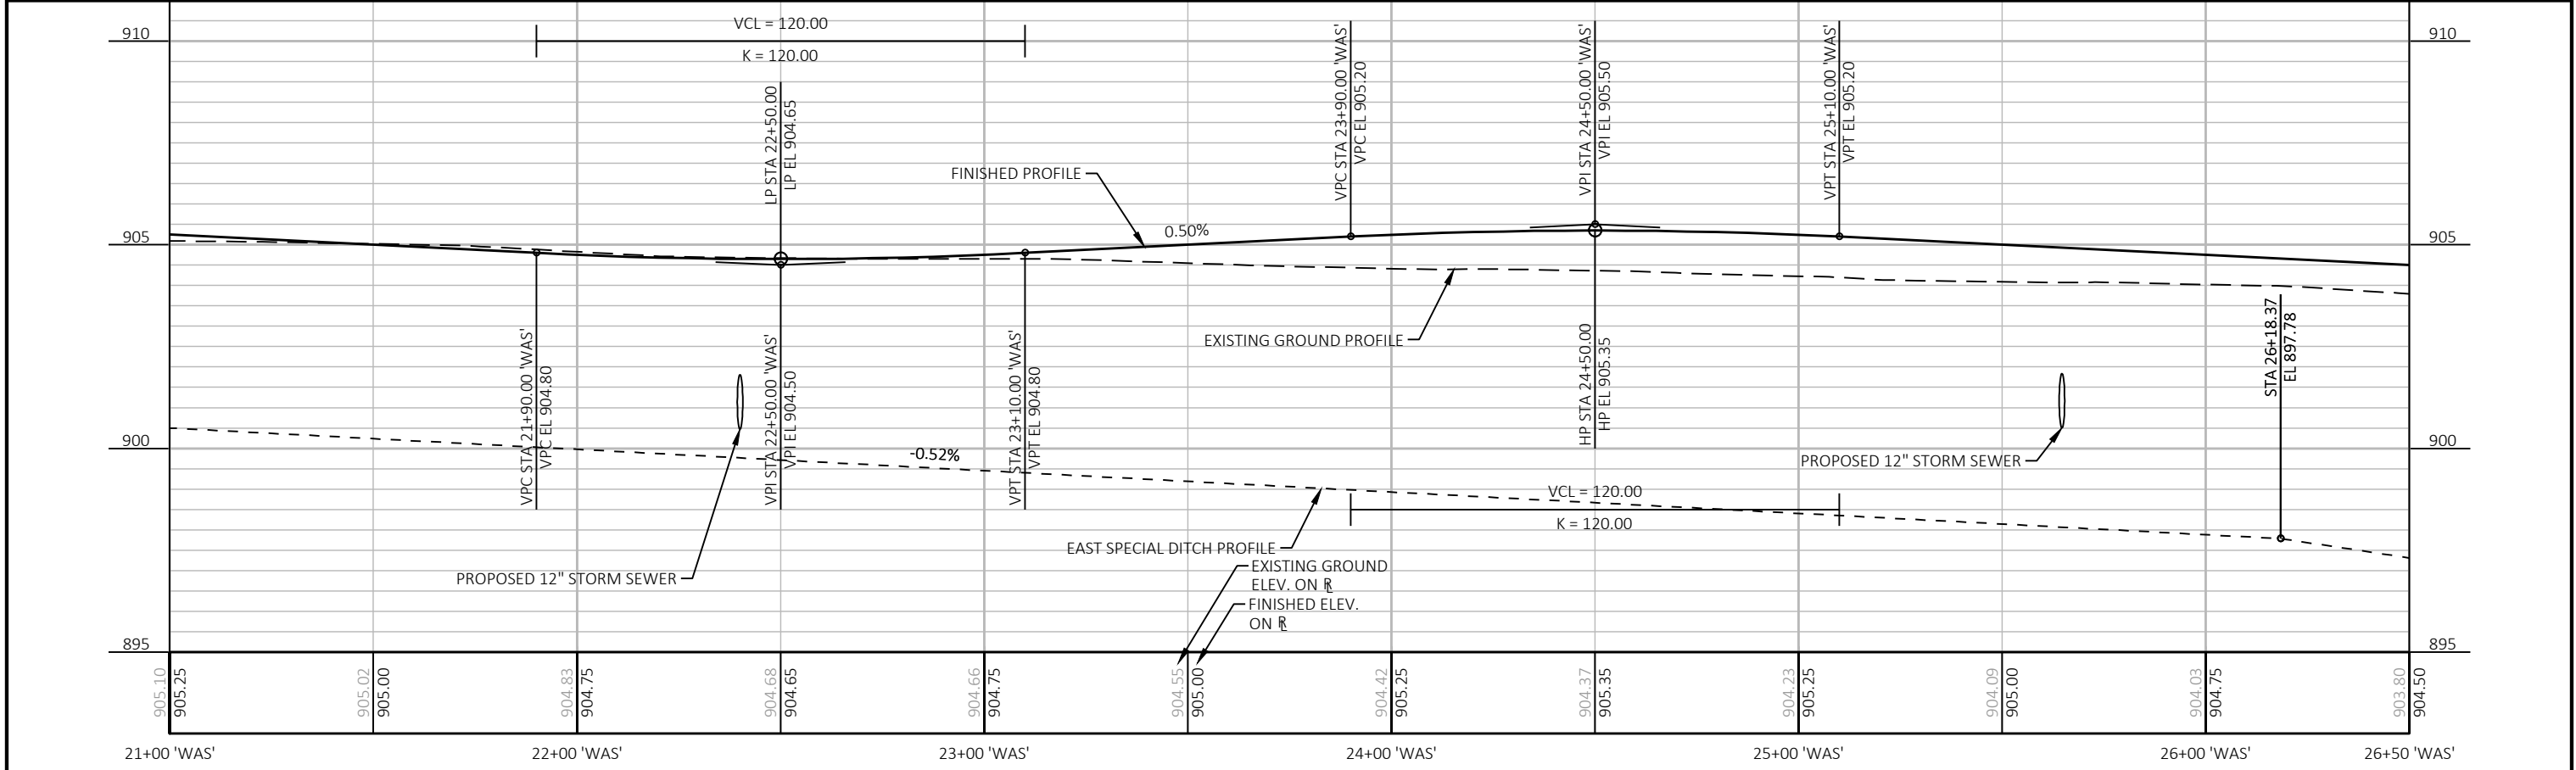 VCL = 120.00
K = 120.00
910
910
LP STA 22+50.00
LP EL 904.65
VPC STA 23+90.00 'WAS'
VPC EL 905.20
VPI STA 24+50.00 'WAS'
VPI EL 905.50
VPT STA 25+10.00 'WAS'
VPT EL 905.20
FINISHED PROFILE
0.50%
905
905
EXISTING GROUND PROFILE
VPC STA 21+90.00 'WAS'
VPC EL 904.80
VPI STA 22+50.00 'WAS'
VPI EL 904.50
VPT STA 23+10.00 'WAS'
VPT EL 904.80
HP STA 24+50.00
HP EL 905.35
STA 26+18.37
EL 897.78
900
900
-0.52%
PROPOSED 12" STORM SEWER
VCL = 120.00
K = 120.00
EAST SPECIAL DITCH PROFILE
EXISTING GROUND
ELEV. ON RL
PROPOSED 12" STORM SEWER
FINISHED ELEV.
ON RL
895
895
905.10
905.25
905.02
905.00
904.83
904.75
904.68
904.65
904.66
904.75
904.55
905.00
904.42
905.25
904.37
905.35
904.23
905.25
904.09
905.00
904.03
904.75
903.80
904.50
21+00 'WAS'
22+00 'WAS'
23+00 'WAS'
24+00 'WAS'
25+00 'WAS'
26+00 'WAS'
26+50 'WAS'